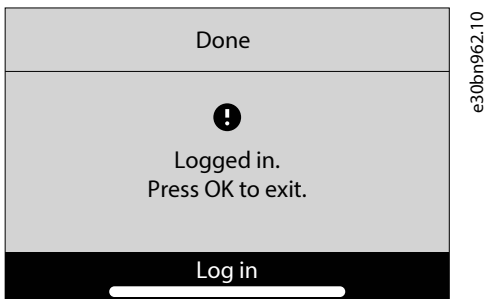 Done
Logged in.
Press OK to exit.
Log in
e30bn962.10